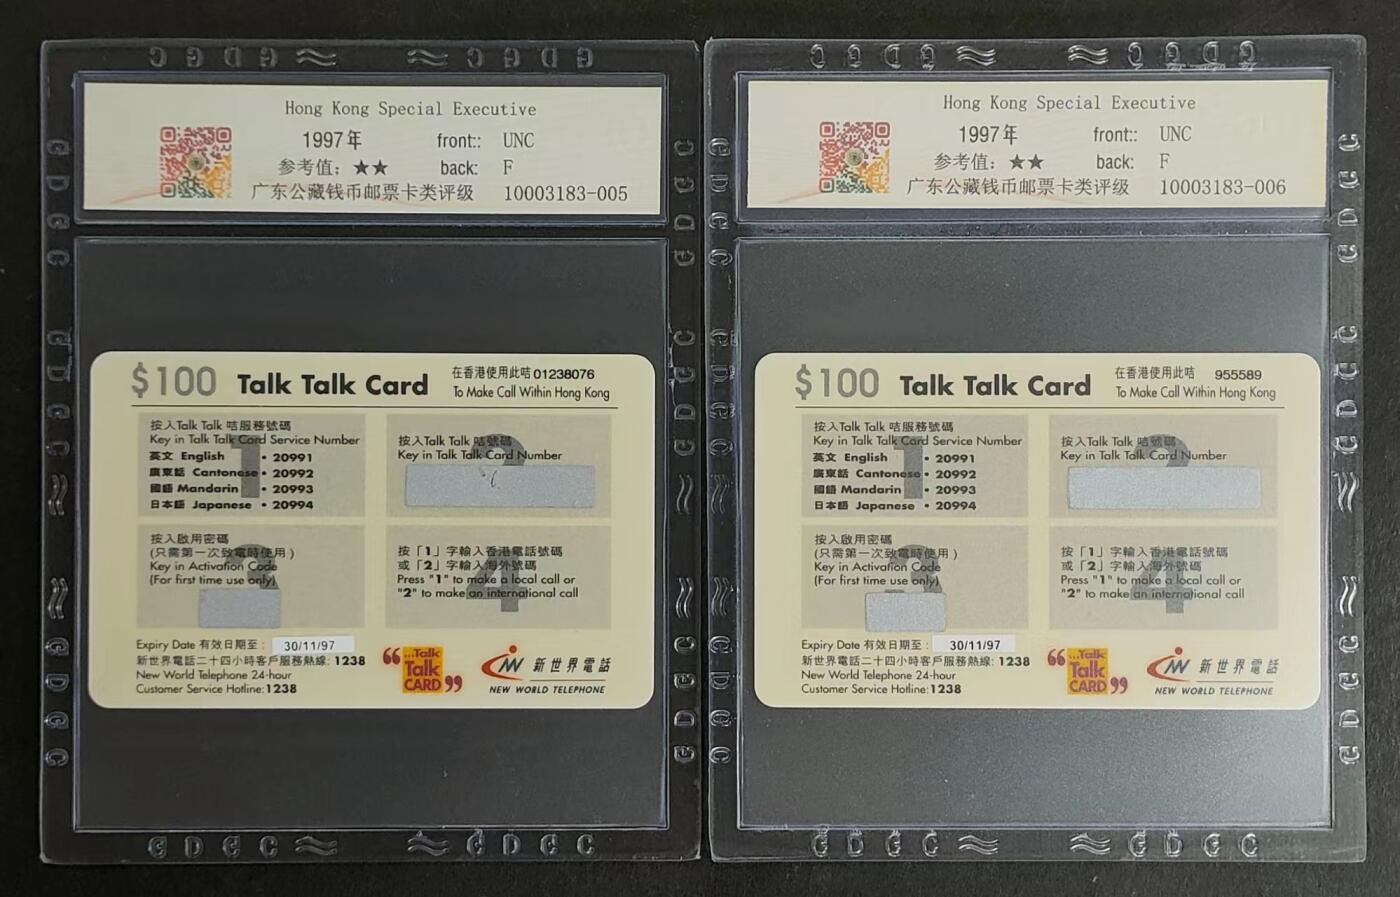 G D G C
G D G C
G D G C
G D G C
Hong Kong Special Executive
1997年 front:: UNC
参考值: ★★ back: F
广东公藏钱币邮票卡类评级 10003183-005
$100 Talk Talk Card
在香港使用此咭 01238076
To Make Call Within Hong Kong
按入Talk Talk 咭服務號碼
Key in Talk Talk Card Service Number
英文 English • 20991
廣東話 Cantonese • 20992
國語 Mandarin • 20993
日本語 Japanese • 20994
1
按入Talk Talk 咭號碼
Key in Talk Talk Card Number
2
按入啟用密碼
(只需第一次致電時使用)
Key in Activation Code
(For first time use only)
3
按「1」字輸入香港電話號碼
或「2」字輸入海外號碼
Press "1" to make a local call or
"2" to make an international call
4
Expiry Date 有效日期至: 30/11/97
新世界電話二十四小時客戶服務熱線: 1238
New World Telephone 24-hour
Customer Service Hotline: 1238
“...Talk
Talk
CARD”
新世界電話
NEW WORLD TELEPHONE
Hong Kong Special Executive
1997年 front:: UNC
参考值: ★★ back: F
广东公藏钱币邮票卡类评级 10003183-006
$100 Talk Talk Card
在香港使用此咭 955589
To Make Call Within Hong Kong
按入Talk Talk 咭服務號碼
Key in Talk Talk Card Service Number
英文 English • 20991
廣東話 Cantonese • 20992
國語 Mandarin • 20993
日本語 Japanese • 20994
1
按入Talk Talk 咭號碼
Key in Talk Talk Card Number
2
按入啟用密碼
(只需第一次致電時使用)
Key in Activation Code
(For first time use only)
3
按「1」字輸入香港電話號碼
或「2」字輸入海外號碼
Press "1" to make a local call or
"2" to make an international call
4
Expiry Date 有效日期至: 30/11/97
新世界電話二十四小時客戶服務熱線: 1238
New World Telephone 24-hour
Customer Service Hotline: 1238
“...Talk
Talk
CARD”
新世界電話
NEW WORLD TELEPHONE
G D G C
G D G C
G D G C
G D G C